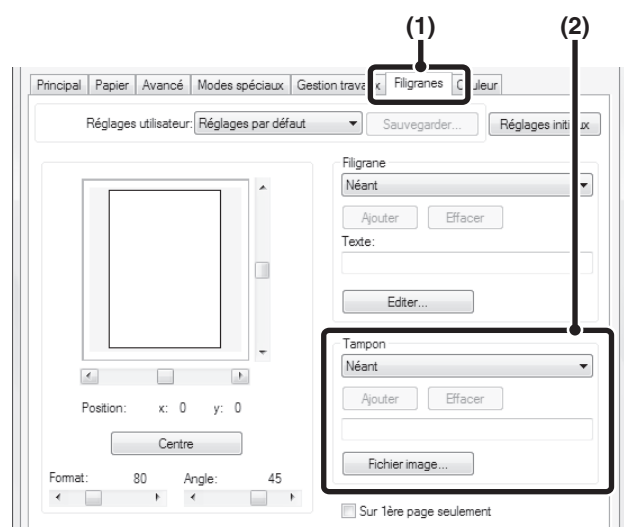 (1) (2)
Principal Papier Avancé Modes spéciaux Gestion Filigranes
Réglages utilisateur: Réglages par défaut Sauvegarder... Réglages
Filigrane
Néant
Ajouter Effacer
Texte:
Editer...
Tampon
Néant
Ajouter Effacer
Position: x: 0 y: 0
Centre
Fichier image...
Format: 80 Angle: 45
Sur 1ère page seulement